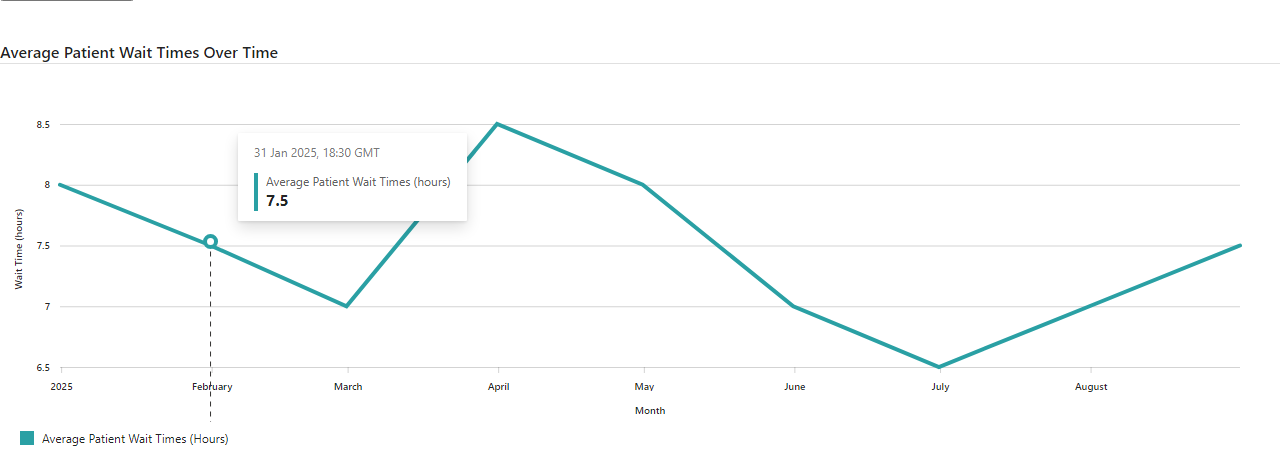 Average Patient Wait Times Over Time
8.5
31 Jan 2025, 18:30 GMT
Average Patient Wait Times (hours)
7.5
8
Wait Time (hours)
7.5
7
6.5
2025 February March April May June July August
Month
Average Patient Wait Times (Hours)